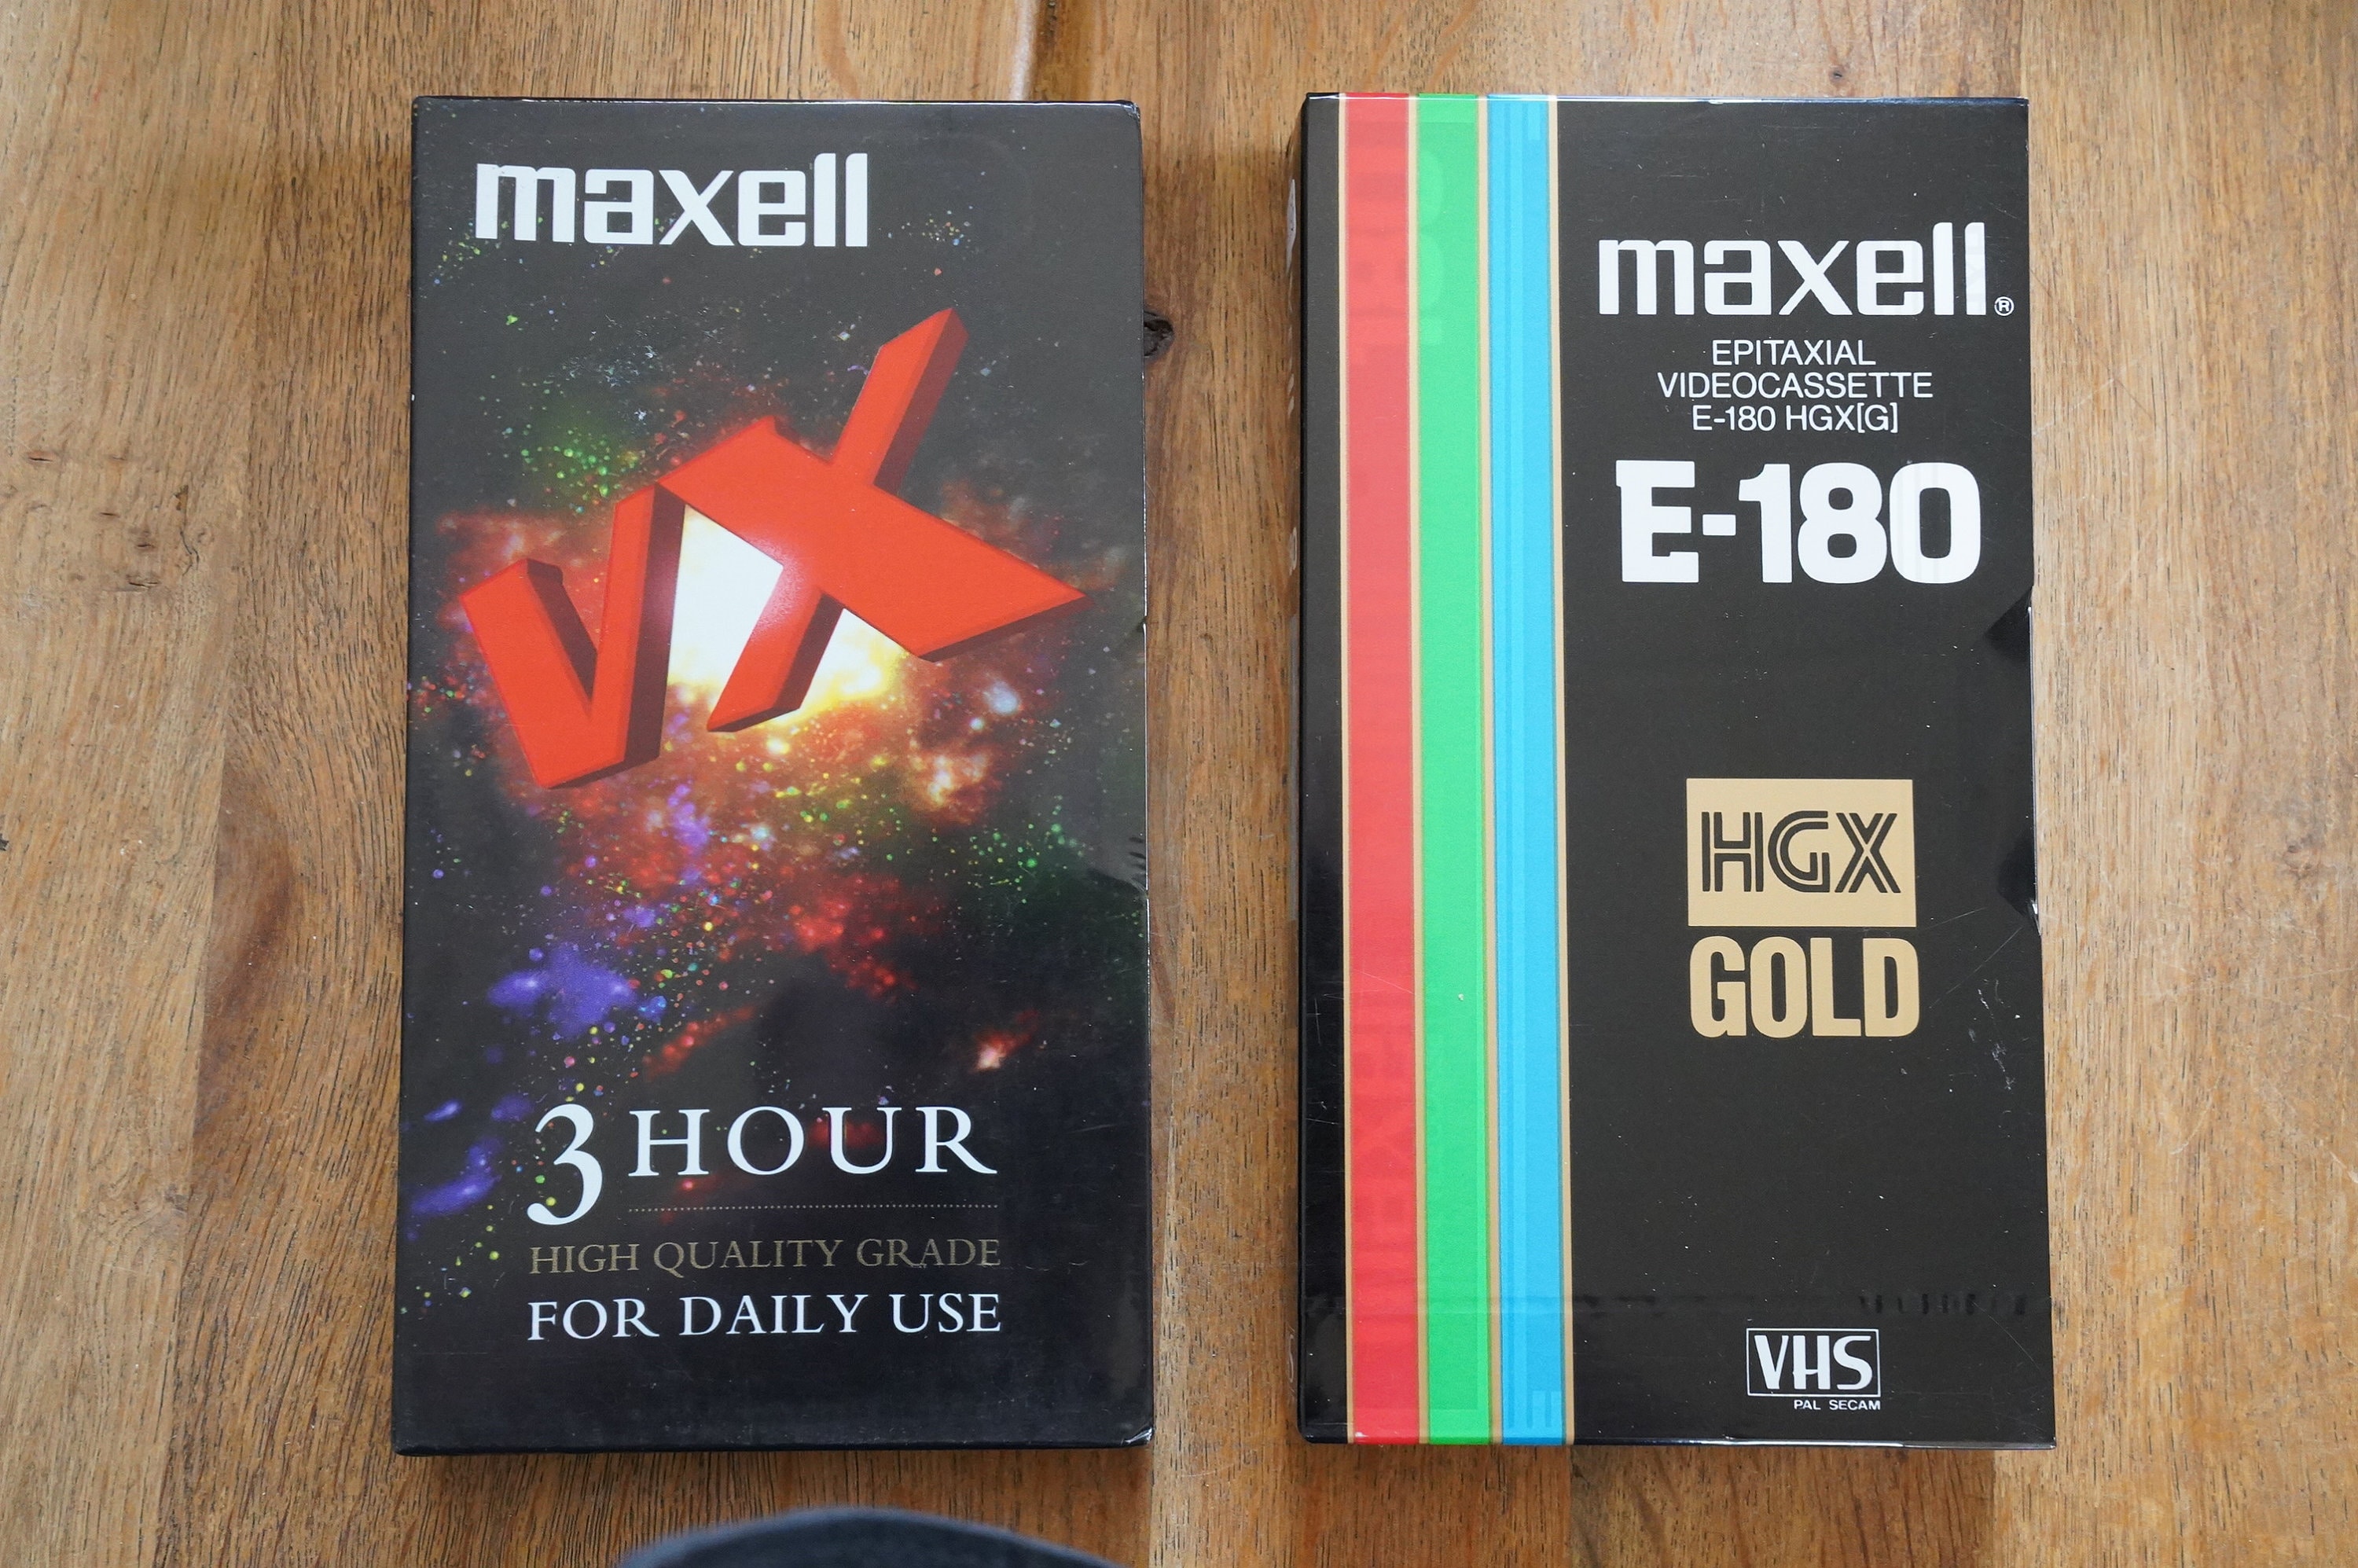 maxell
VX
3 HOUR
HIGH QUALITY GRADE
FOR DAILY USE
maxell®
EPITAXIAL
VIDEOCASSETTE
E-180 HGX[G]
E-180
HGX
GOLD
VHS
PAL SECAM